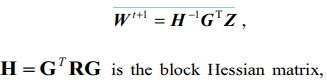 W^{t+1} = H^{-1}G^{T}Z ,
H = G^{T}RG is the block Hessian matrix,